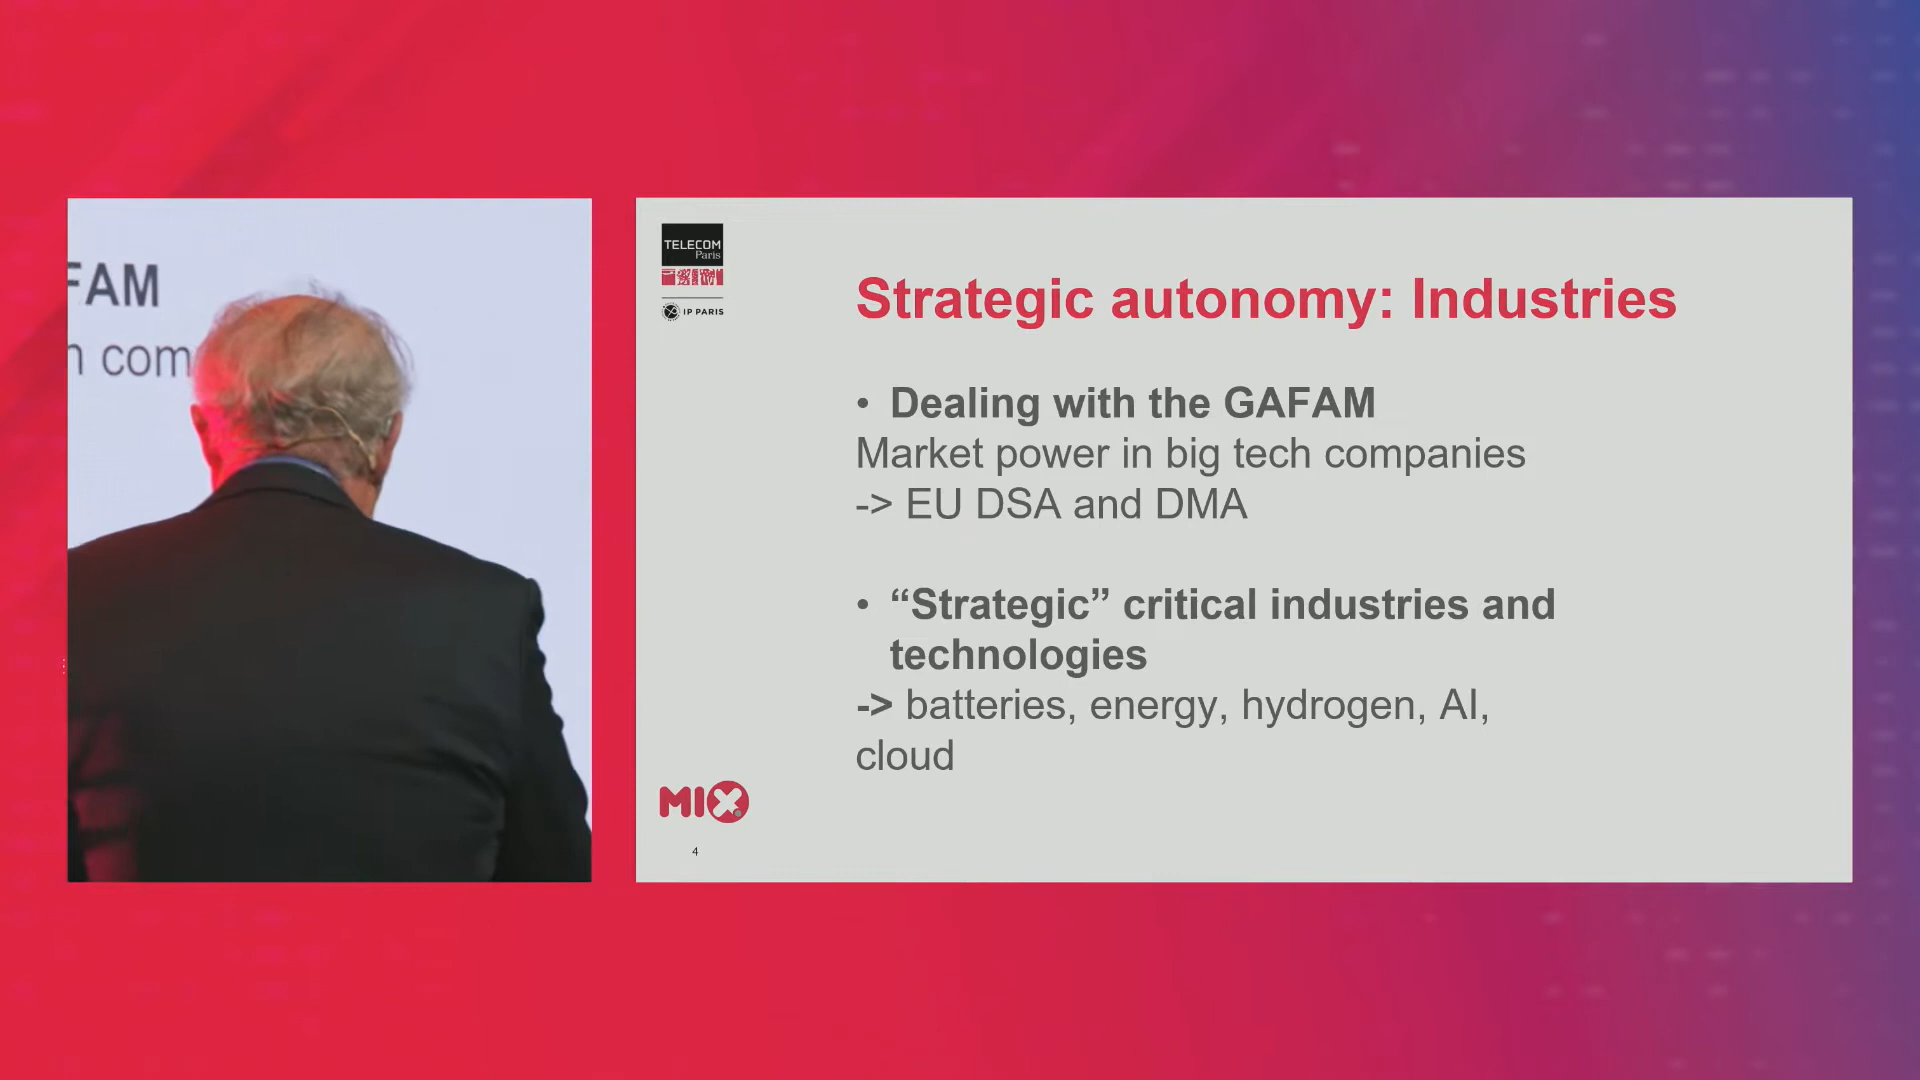 FAM
n com
TELECOM
Paris
IP PARIS
Strategic autonomy: Industries
• Dealing with the GAFAM
Market power in big tech companies
-> EU DSA and DMA
• “Strategic” critical industries and
technologies
-> batteries, energy, hydrogen, AI,
cloud
MIX
4